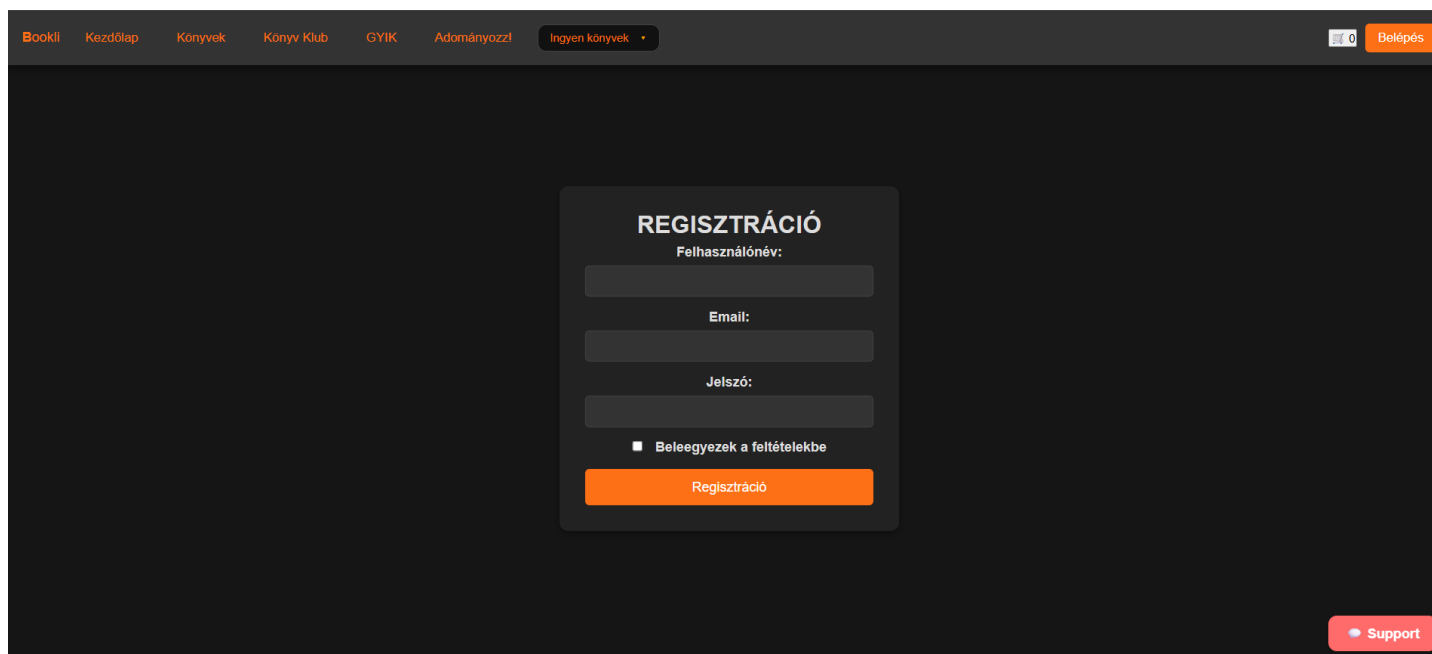 Bookli Kezdőlap Könyvek Könyv Klub GYIK Adományozz! Ingyen könyvek 0 Belépés
REGISZTRÁCIÓ
Felhasználónév:
Email:
Jelszó:
Beleegyezek a feltételekbe
Regisztráció
Support